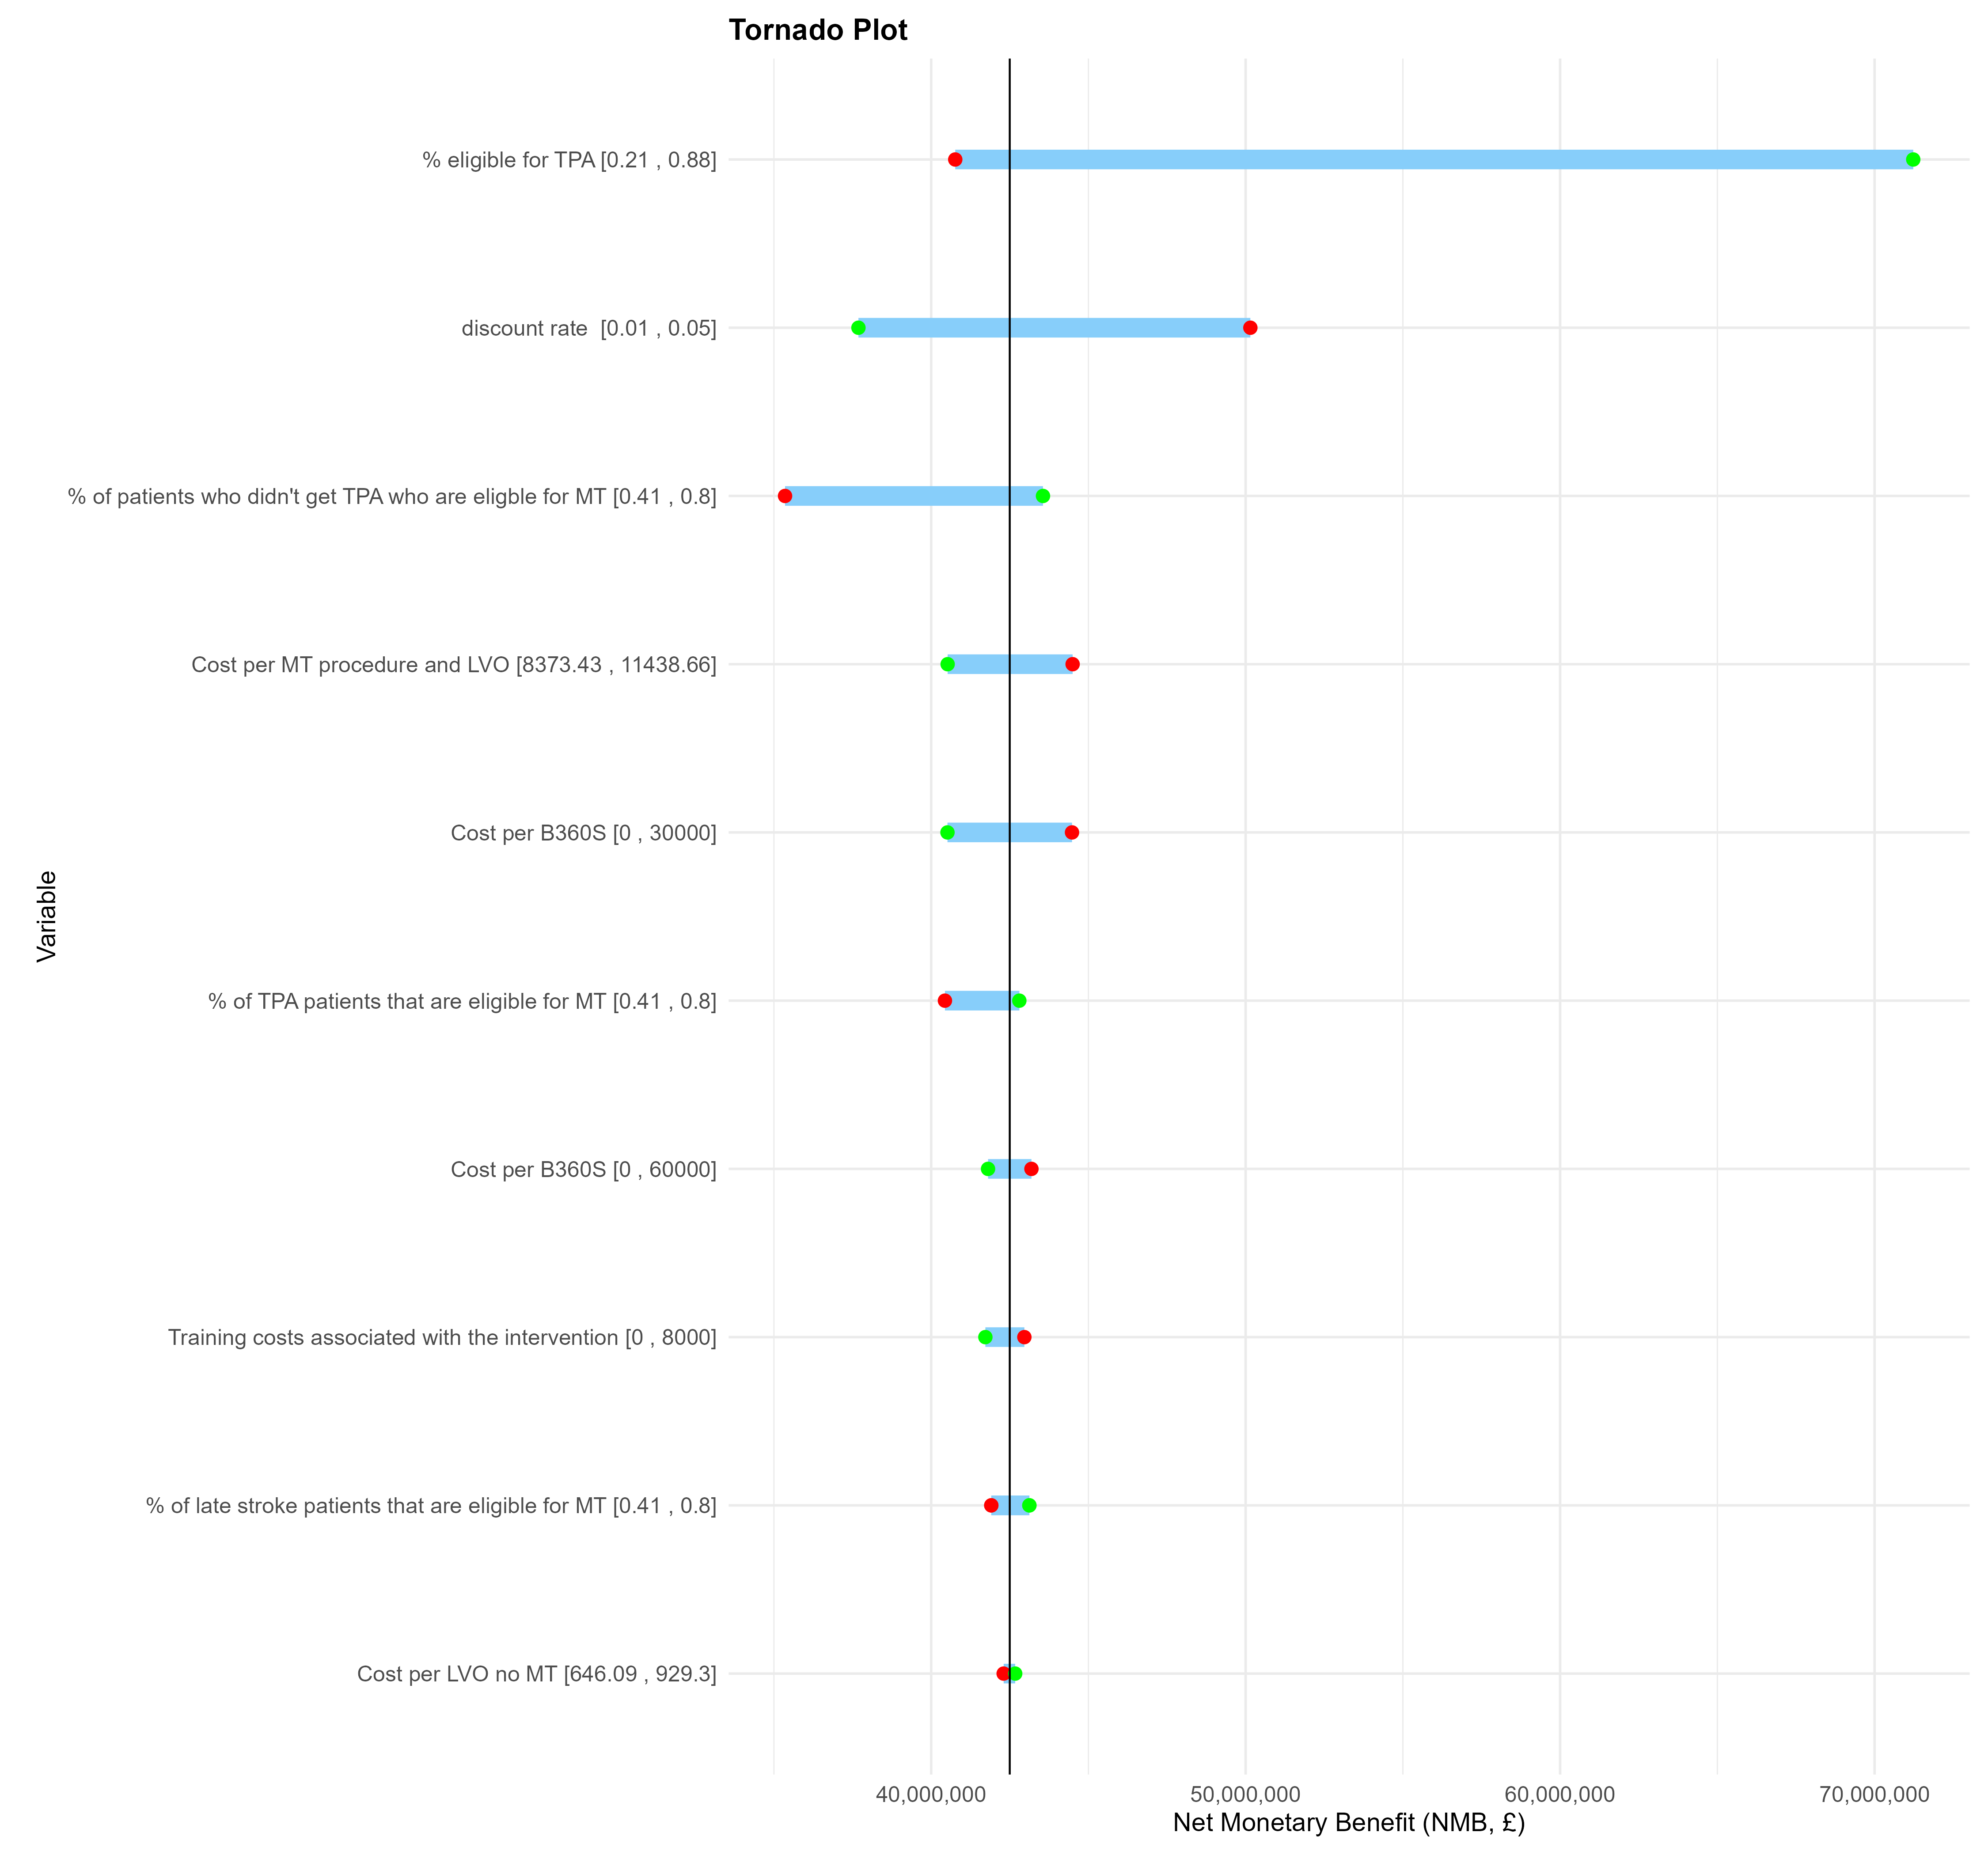 Tornado Plot
% eligible for TPA [0.21 , 0.88]
discount rate  [0.01 , 0.05]
% of patients who didn't get TPA who are eligble for MT [0.41 , 0.8]
Cost per MT procedure and LVO [8373.43 , 11438.66]
Cost per B360S [0 , 30000]
% of TPA patients that are eligible for MT [0.41 , 0.8]
Cost per B360S [0 , 60000]
Training costs associated with the intervention [0 , 8000]
% of late stroke patients that are eligible for MT [0.41 , 0.8]
Cost per LVO no MT [646.09 , 929.3]
Variable
40,000,000 50,000,000 60,000,000 70,000,000
Net Monetary Benefit (NMB, £)